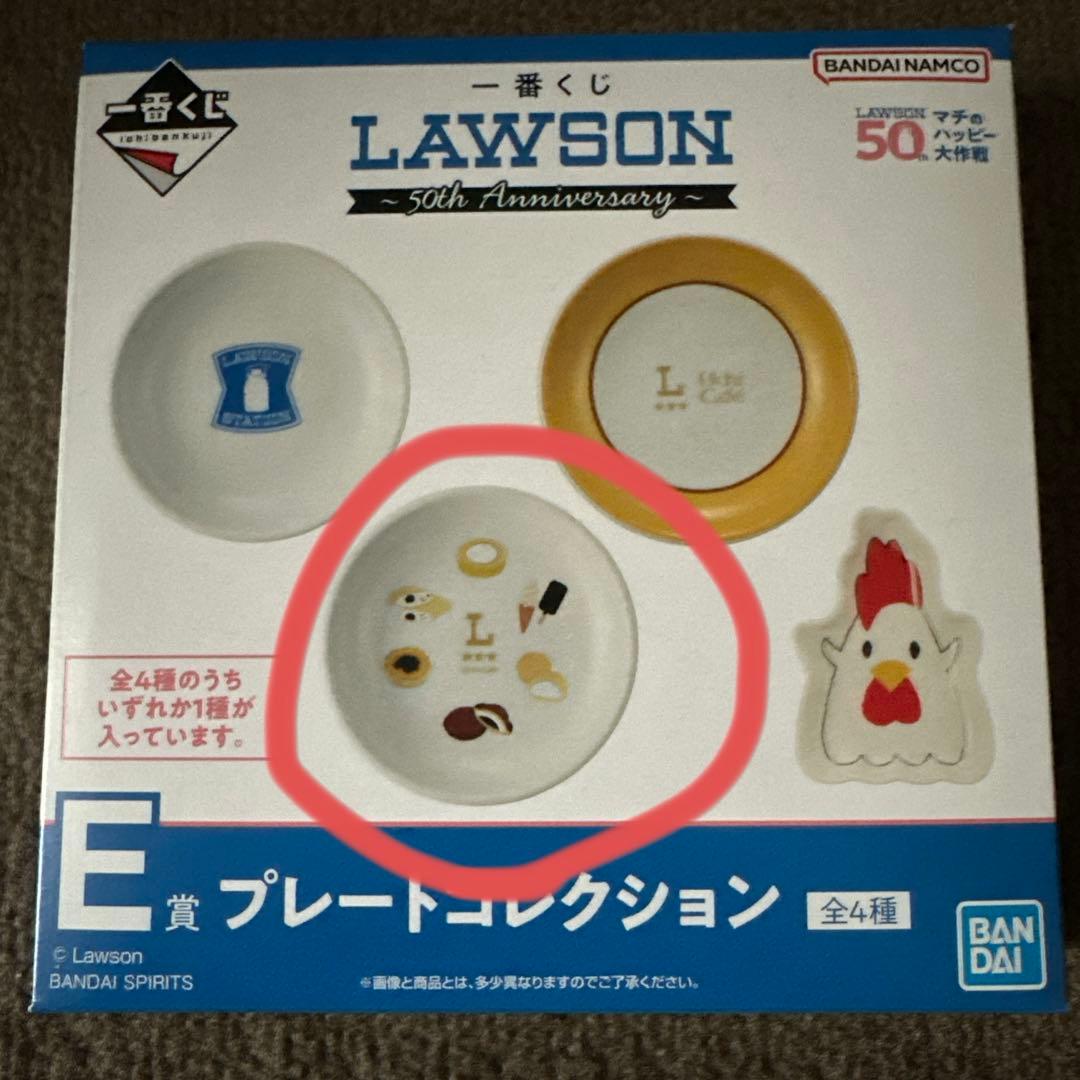 一番くじ
ichibankuji
一番くじ
LAWSON
~ 50th Anniversary ~
BANDAI NAMCO
LAWSON
50th
マチの
ハッピー
大作戦
LAWSON
STATION
L
Uchi
Café
L
全4種のうち
いずれか1種が
入っています。
E賞 プレートコレクション 全4種
© Lawson
BANDAI SPIRITS
※画像と商品とは、多少異なりますのでご了承ください。
BAN
DAI